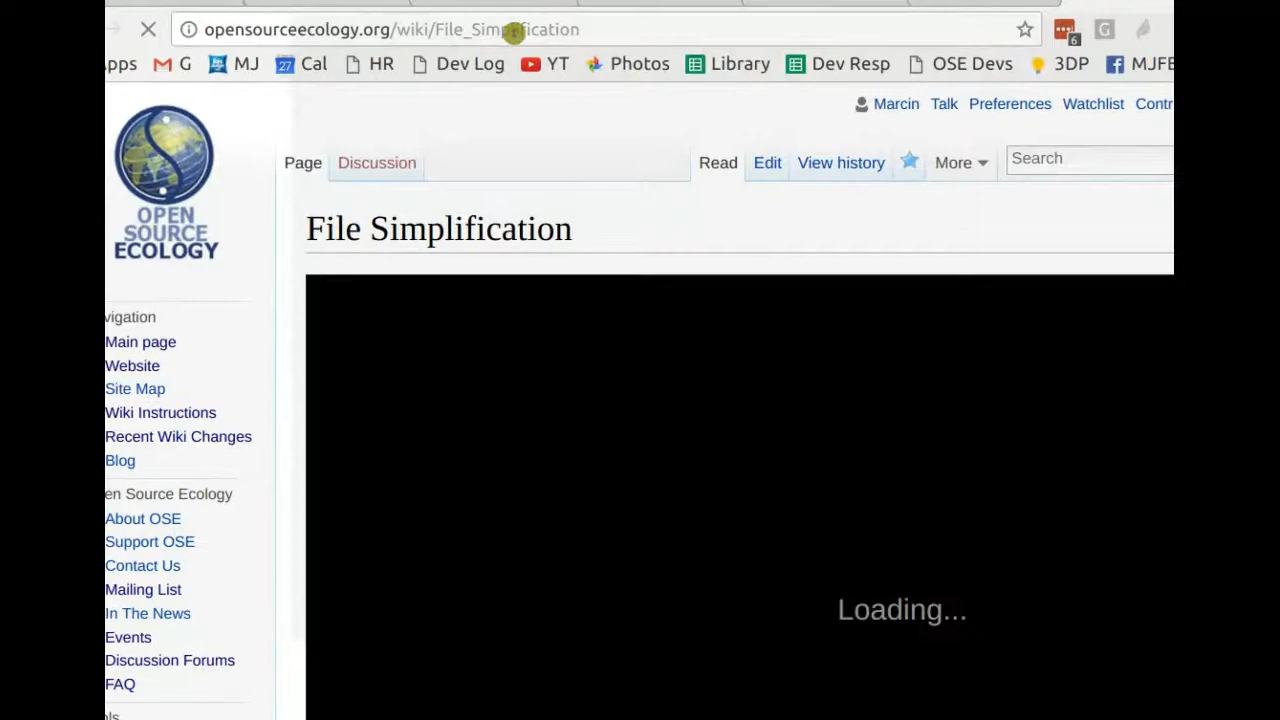 opensourceecology.org/wiki/File_Simplification
6 G
pps G MJ 27 Cal HR Dev Log YT Photos Library Dev Resp OSE Devs 3DP MJFE
Marcin Talk Preferences Watchlist Contr
Page Discussion Read Edit View history More Search
OPEN
SOURCE
ECOLOGY
File Simplification
vigation
Main page
Website
Site Map
Wiki Instructions
Recent Wiki Changes
Blog
en Source Ecology
About OSE
Support OSE
Contact Us
Mailing List
In The News
Events
Discussion Forums
FAQ
ols
Loading...